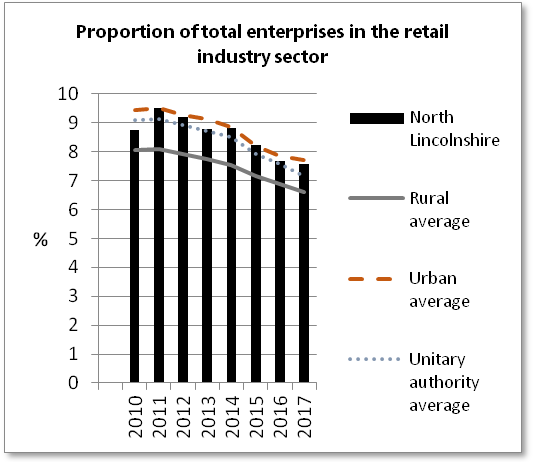 Proportion of total enterprises in the retail
industry sector
10
9
8
7
6
5
4
3
2
1
0
%
2010
2011
2012
2013
2014
2015
2016
2017
North
Lincolnshire
Rural
average
Urban
average
Unitary
authority
average